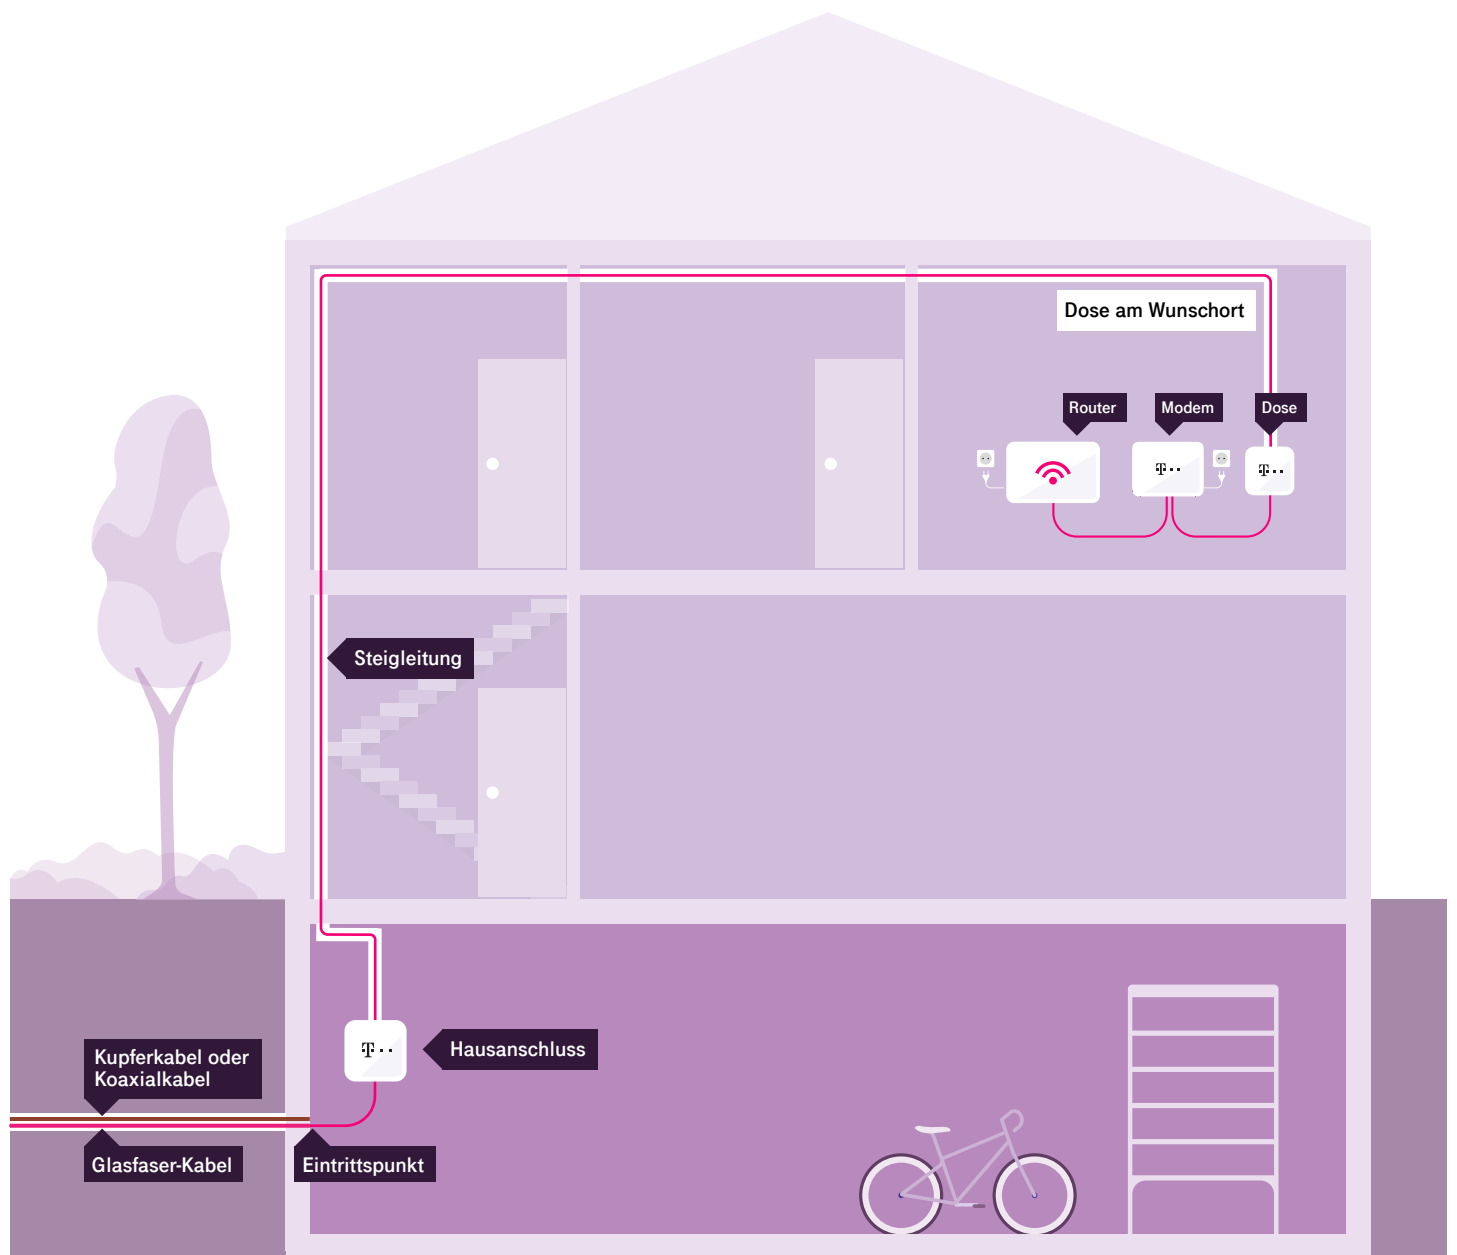 Dose am Wunschort
Router
Modem
Dose
T
T
Steigleitung
T
Hausanschluss
Kupferkabel oder
Koaxialkabel
Glasfaser-Kabel
Eintrittspunkt